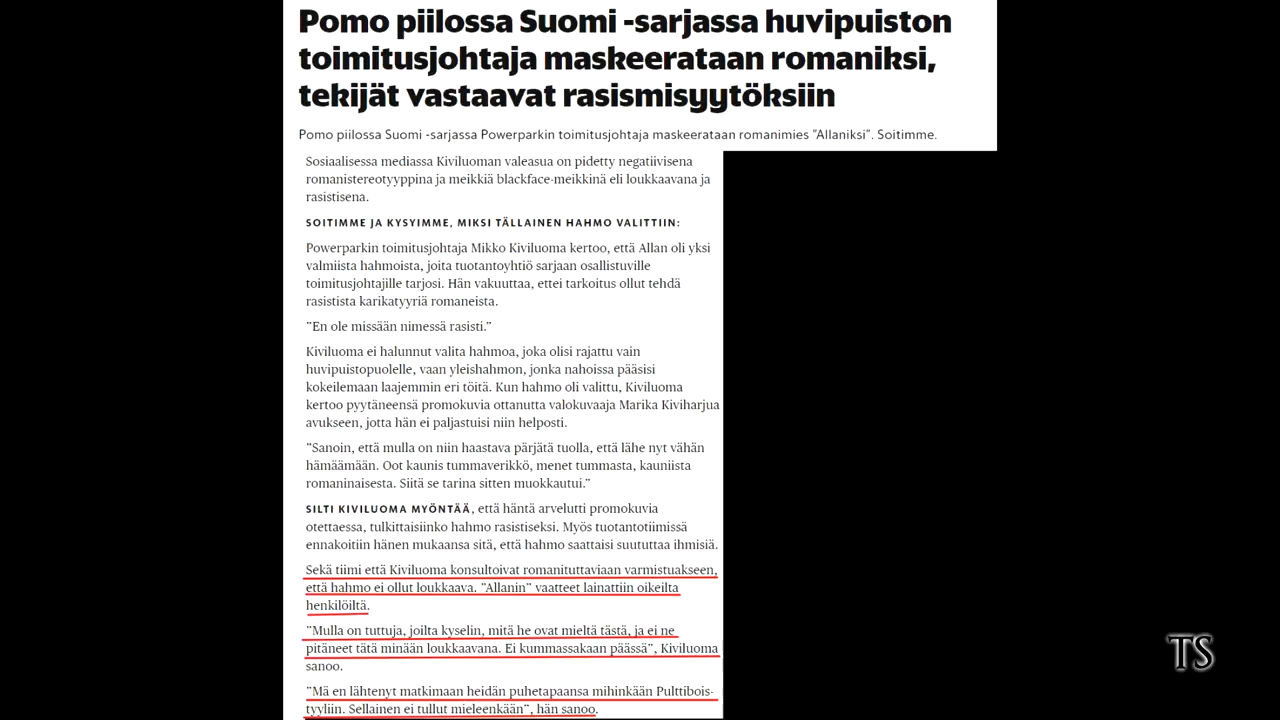 Pomo piilossa Suomi -sarjassa huvipuiston
toimitusjohtaja maskeerataan romaniksi,
tekijät vastaavat rasismisyytöksiin
Pomo piilossa Suomi -sarjassa Powerparkin toimitusjohtaja maskeerataan romanimies ”Allaniksi”. Soitimme.
Sosiaalisessa mediassa Kiviluoman valeasua on pidetty negatiivisena
romanistereotyyppina ja meikkiä blackface-meikkinä eli loukkaavana ja
rasistisena.
SOITIMME JA KYSYIMME, MIKSI TÄLLAINEN HAHMO VALITTIIN:
Powerparkin toimitusjohtaja Mikko Kiviluoma kertoo, että Allan oli yksi
valmiista hahmoista, joita tuotantoyhtiö sarjaan osallistuville
toimitusjohtajille tarjosi. Hän vakuuttaa, ettei tarkoitus ollut tehdä
rasistista karikatyyriä romaneista.
”En ole missään nimessä rasisti.”
Kiviluoma ei halunnut valita hahmoa, joka olisi rajattu vain
huvipuistopuolelle, vaan yleishahmon, jonka nahoissa pääsisi
kokeilemaan laajemmin eri töitä. Kun hahmo oli valittu, Kiviluoma
kertoo pyytäneensä promokuvia ottanutta valokuvaaja Marika Kiviharjua
avukseen, jotta hän ei paljastuisi niin helposti.
”Sanoin, että mulla on niin haastava pärjätä tuolla, että lähe nyt vähän
hämäämään. Oot kaunis tummaverikkö, menet tummasta, kauniista
romaninaisesta. Siitä se tarina sitten muokkautui.”
SILTI KIVILUOMA MYÖNTÄÄ, että häntä arvelutti promokuvia
otettaessa, tulkittaisiinko hahmo rasistiseksi. Myös tuotantotiimissä
ennakoitiin hänen mukaansa sitä, että hahmo saattaisi suututtaa ihmisiä.
Sekä tiimi että Kiviluoma konsultoivat romanituttaviaan varmistuakseen,
että hahmo ei ollut loukkaava. ”Allanin” vaatteet lainattiin oikeilta
henkilöiltä.
”Mulla on tuttuja, joilta kyselin, mitä he ovat mieltä tästä, ja ei ne
pitäneet tätä minään loukkaavana. Ei kummassakaan päässä”, Kiviluoma
sanoo.
”Mä en lähtenyt matkimaan heidän puhetapaansa mihinkään Pulttibois-
tyyliin. Sellainen ei tullut mieleenkään”, hän sanoo.
TS